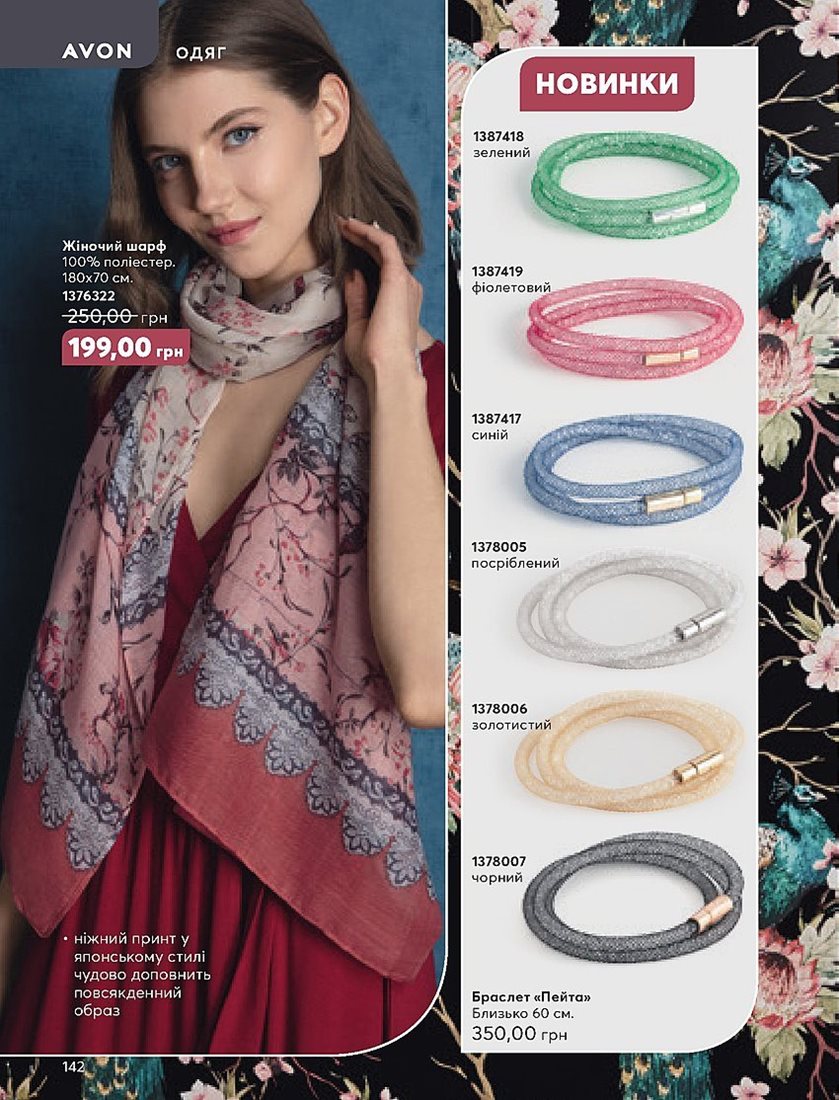 AVON
одяг
Жіночий шарф
100% поліестер.
180х70 см.
1376322
250,00 грн
199,00 грн
• ніжний принт у
японському стилі
чудово доповнить
повсякденний
образ
142
НОВИНКИ
1387418
зелений
1387419
фіолетовий
1387417
синій
1378005
посріблений
1378006
золотистий
1378007
чорний
Браслет «Пейта»
Близько 60 см.
350,00 грн